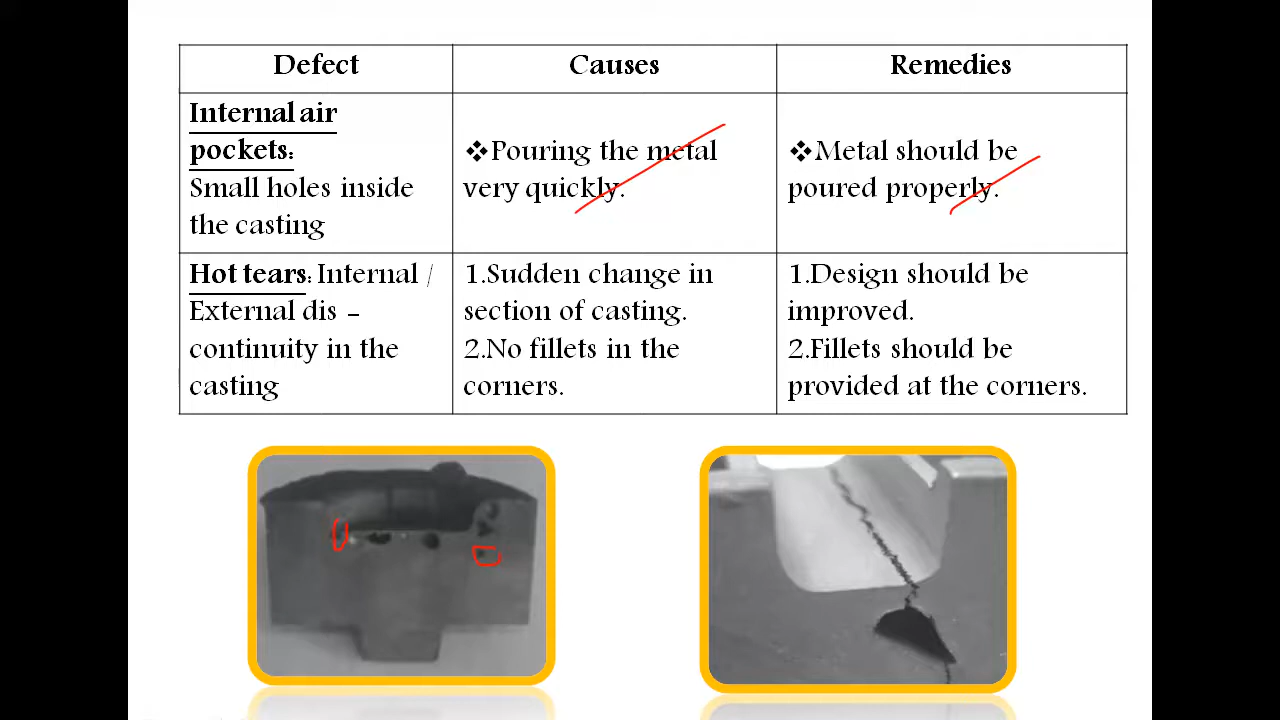 Defect Causes Remedies
Internal air
pockets:
Small holes inside
the casting
❖Pouring the metal
very quickly.
❖Metal should be
poured properly.
Hot tears: Internal /
External dis –
continuity in the
casting
1.Sudden change in
section of casting.
2.No fillets in the
corners.
1.Design should be
improved.
2.Fillets should be
provided at the corners.